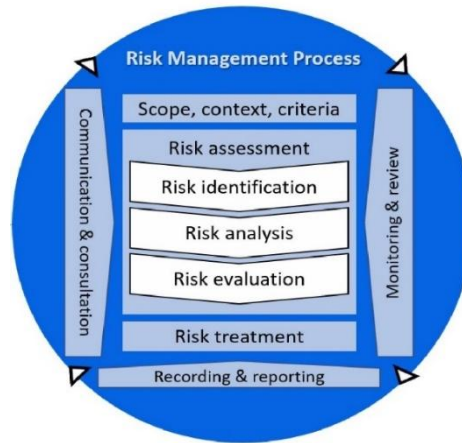 Risk Management Process
Scope, context, criteria
Communication & consultation
Risk assessment
Risk identification
Risk analysis
Risk evaluation
Monitoring & review
Risk treatment
Recording & reporting